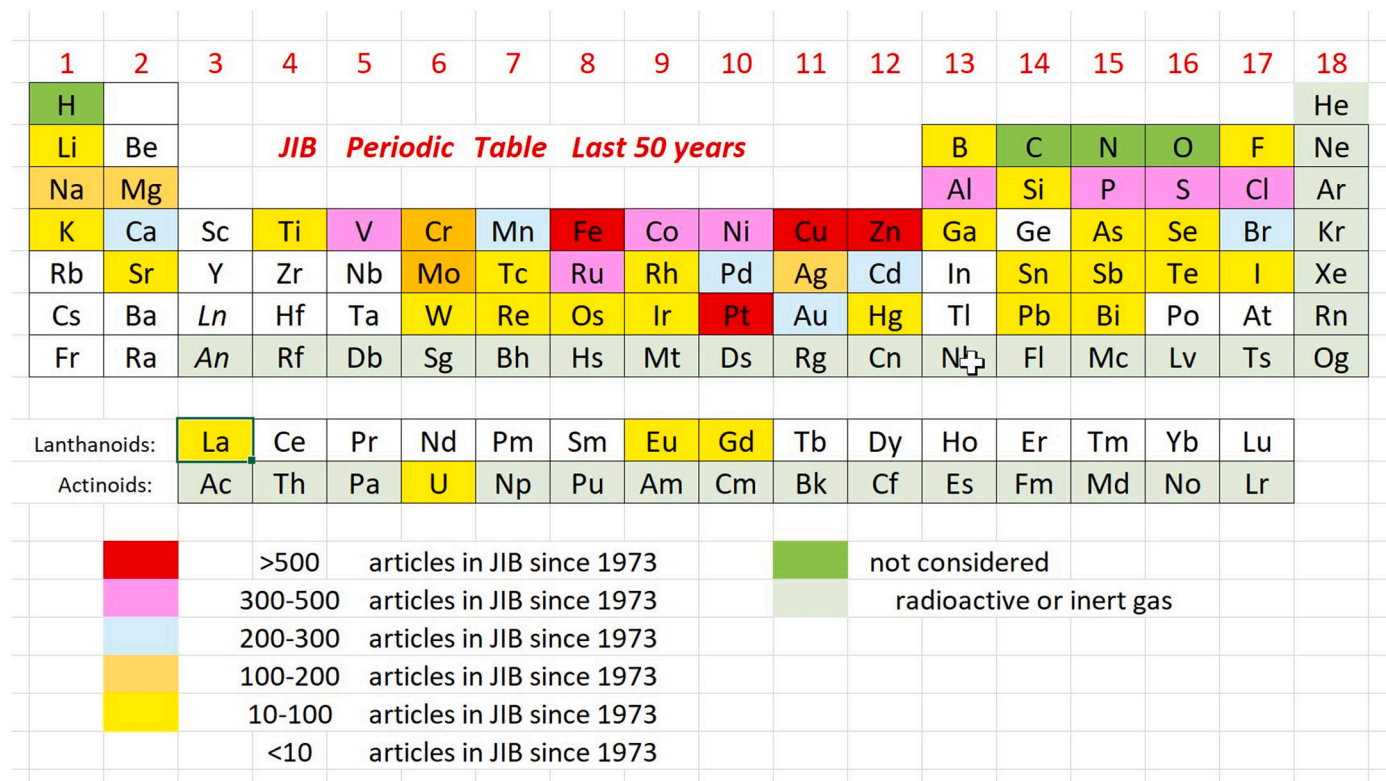 1 2 3 4 5 6 7 8 9 10 11 12 13 14 15 16 17 18
H He
Li Be JIB Periodic Table Last 50 years B C N O F Ne
Na Mg Al Si P S Cl Ar
K Ca Sc Ti V Cr Mn Fe Co Ni Cu Zn Ga Ge As Se Br Kr
Rb Sr Y Zr Nb Mo Tc Ru Rh Pd Ag Cd In Sn Sb Te I Xe
Cs Ba Ln Hf Ta W Re Os Ir Pt Au Hg Tl Pb Bi Po At Rn
Fr Ra An Rf Db Sg Bh Hs Mt Ds Rg Cn Nh Fl Mc Lv Ts Og
Lanthanoids: La Ce Pr Nd Pm Sm Eu Gd Tb Dy Ho Er Tm Yb Lu
Actinoids: Ac Th Pa U Np Pu Am Cm Bk Cf Es Fm Md No Lr
>500 articles in JIB since 1973 not considered
300-500 articles in JIB since 1973 radioactive or inert gas
200-300 articles in JIB since 1973
100-200 articles in JIB since 1973
10-100 articles in JIB since 1973
<10 articles in JIB since 1973